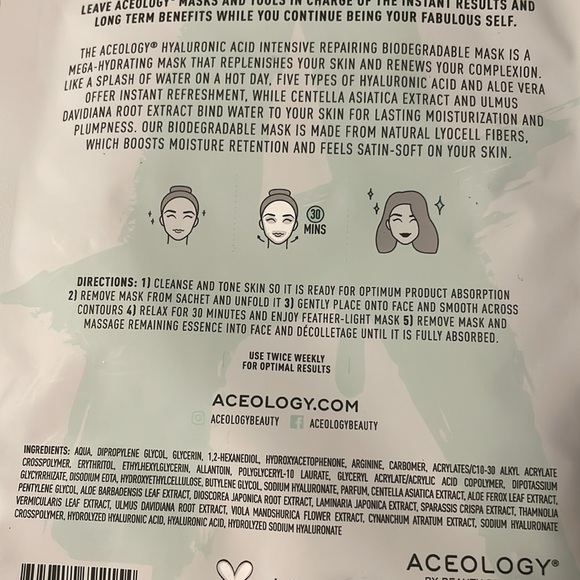 LEAVE ACEOLOGY® MASKS AND TOOLS IN CHARGE OF THE INSTANT RESULTS AND
LONG TERM BENEFITS WHILE YOU CONTINUE BEING YOUR FABULOUS SELF.
THE ACEOLOGY® HYALURONIC ACID INTENSIVE REPAIRING BIODEGRADABLE MASK IS A
MEGA-HYDRATING MASK THAT REPLENISHES YOUR SKIN AND RENEWS YOUR COMPLEXION.
LIKE A SPLASH OF WATER ON A HOT DAY, FIVE TYPES OF HYALURONIC ACID AND ALOE VERA
OFFER INSTANT REFRESHMENT, WHILE CENTELLA ASIATICA EXTRACT AND ULMUS
DAVIDIANA ROOT EXTRACT BIND WATER TO YOUR SKIN FOR LASTING MOISTURIZATION AND
PLUMPNESS. OUR BIODEGRADABLE MASK IS MADE FROM NATURAL LYOCELL FIBERS,
WHICH BOOSTS MOISTURE RETENTION AND FEELS SATIN-SOFT ON YOUR SKIN.
30
MINS
DIRECTIONS: 1) CLEANSE AND TONE SKIN SO IT IS READY FOR OPTIMUM PRODUCT ABSORPTION
2) REMOVE MASK FROM SACHET AND UNFOLD IT 3) GENTLY PLACE ONTO FACE AND SMOOTH ACROSS
CONTOURS 4) RELAX FOR 30 MINUTES AND ENJOY FEATHER-LIGHT MASK 5) REMOVE MASK AND
MASSAGE REMAINING ESSENCE INTO FACE AND DÉCOLLETAGE UNTIL IT IS FULLY ABSORBED.
USE TWICE WEEKLY
FOR OPTIMAL RESULTS
ACEOLOGY.COM
ACEOLOGYBEAUTY ACEOLOGYBEAUTY
INGREDIENTS: AQUA, DIPROPYLENE GLYCOL, GLYCERIN, 1,2-HEXANEDIOL, HYDROXYACETOPHENONE, ARGININE, CARBOMER, ACRYLATES/C10-30 ALKYL ACRYLATE
CROSSPOLYMER, ERYTHRITOL, ETHYLHEXYLGLYCERIN, ALLANTOIN, POLYGLYCERYL-10 LAURATE, GLYCERYL ACRYLATE/ACRYLIC ACID COPOLYMER, DIPOTASSIUM
GLYCYRRHIZATE, DISODIUM EDTA, HYDROXYETHYLCELLULOSE, BUTYLENE GLYCOL, SODIUM HYALURONATE, PARFUM, CENTELLA ASIATICA EXTRACT, ALOE FEROX LEAF EXTRACT,
PENTYLENE GLYCOL, ALOE BARBADENSIS LEAF EXTRACT, DIOSCOREA JAPONICA ROOT EXTRACT, LAMINARIA JAPONICA EXTRACT, SPARASSIS CRISPA EXTRACT, THAMNOLIA
VERMICULARIS LEAF EXTRACT, ULMUS DAVIDIANA ROOT EXTRACT, VIOLA MANDSHURICA FLOWER EXTRACT, CYNANCHUM ATRATUM EXTRACT, SODIUM HYALURONATE
CROSSPOLYMER, HYDROLYZED HYALURONIC ACID, HYALURONIC ACID, HYDROLYZED SODIUM HYALURONATE
ACEOLOGY®